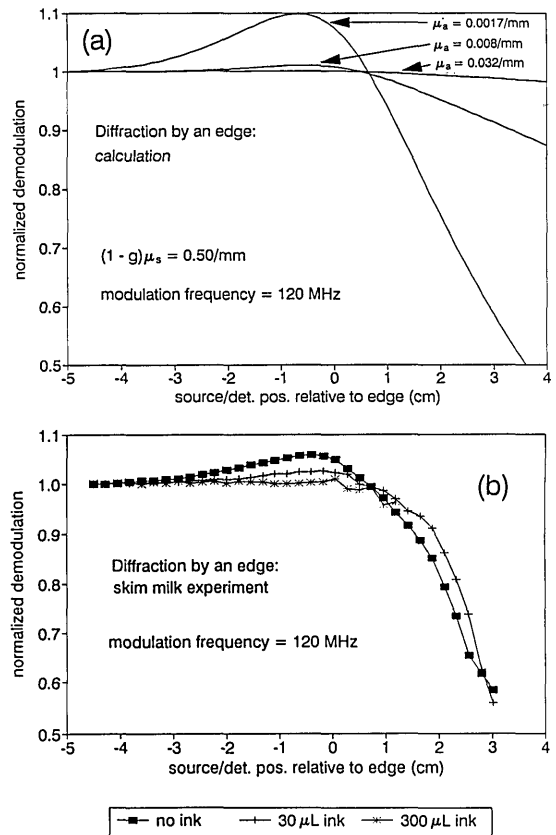 (a)
1.1
1
0.9
0.8
0.7
0.6
0.5
normalized demodulation
μa = 0.0017/mm
μa = 0.008/mm
μa = 0.032/mm
Diffraction by an edge:
calculation
(1 - g)μs = 0.50/mm
modulation frequency = 120 MHz
-5 -4 -3 -2 -1 0 1 2 3 4
source/det. pos. relative to edge (cm)
(b)
1.1
1.0
0.9
0.8
0.7
0.6
0.5
normalized demodulation
Diffraction by an edge:
skim milk experiment
modulation frequency = 120 MHz
-5 -4 -3 -2 -1 0 1 2 3 4
source/det. pos. relative to edge (cm)
no ink 30 μL ink 300 μL ink